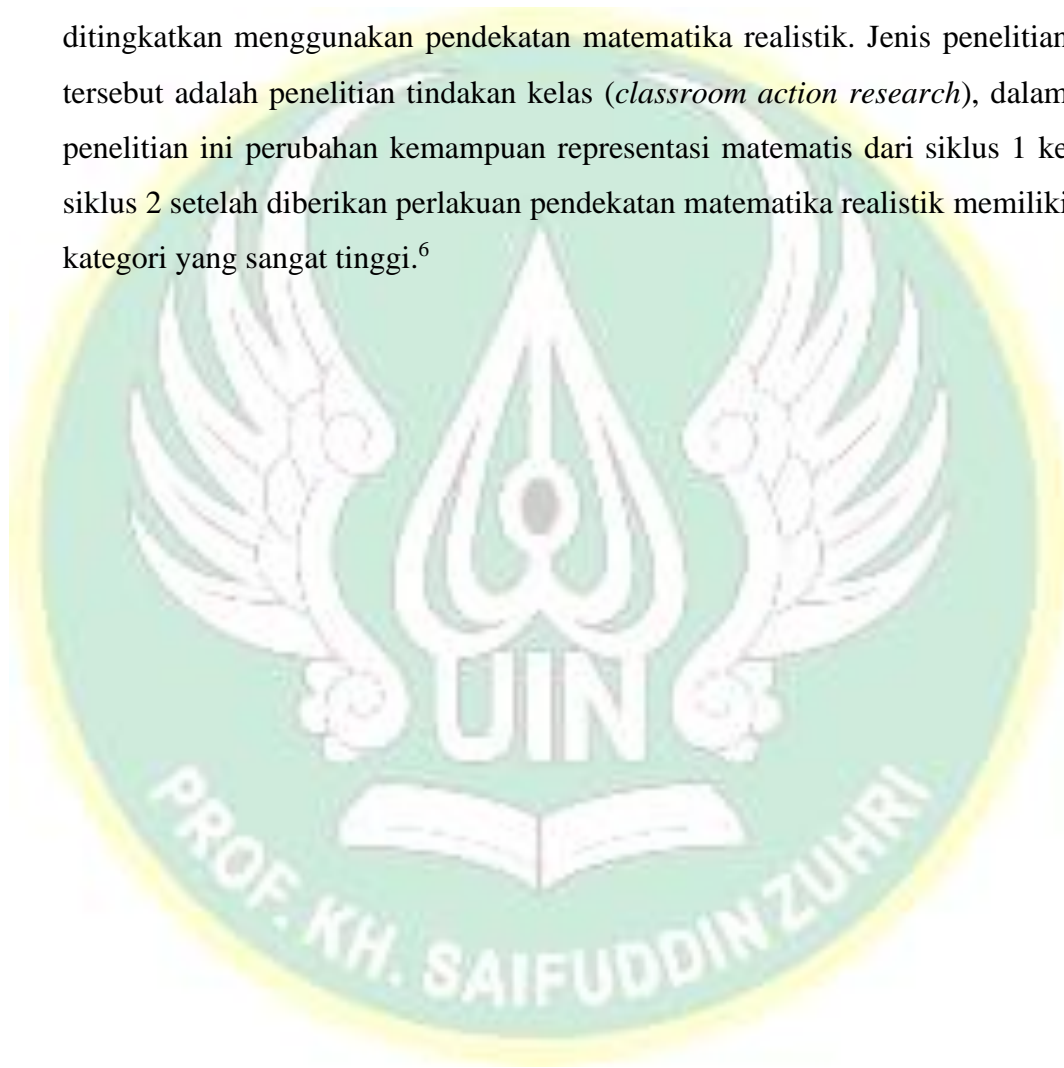 ditingkatkan menggunakan pendekatan matematika realistik. Jenis penelitian
tersebut adalah penelitian tindakan kelas (classroom action research), dalam
penelitian ini perubahan kemampuan representasi matematis dari siklus 1 ke
siklus 2 setelah diberikan perlakuan pendekatan matematika realistik memiliki
kategori yang sangat tinggi.⁶
UIN
PROF. KH. SAIFUDDIN ZUHRI